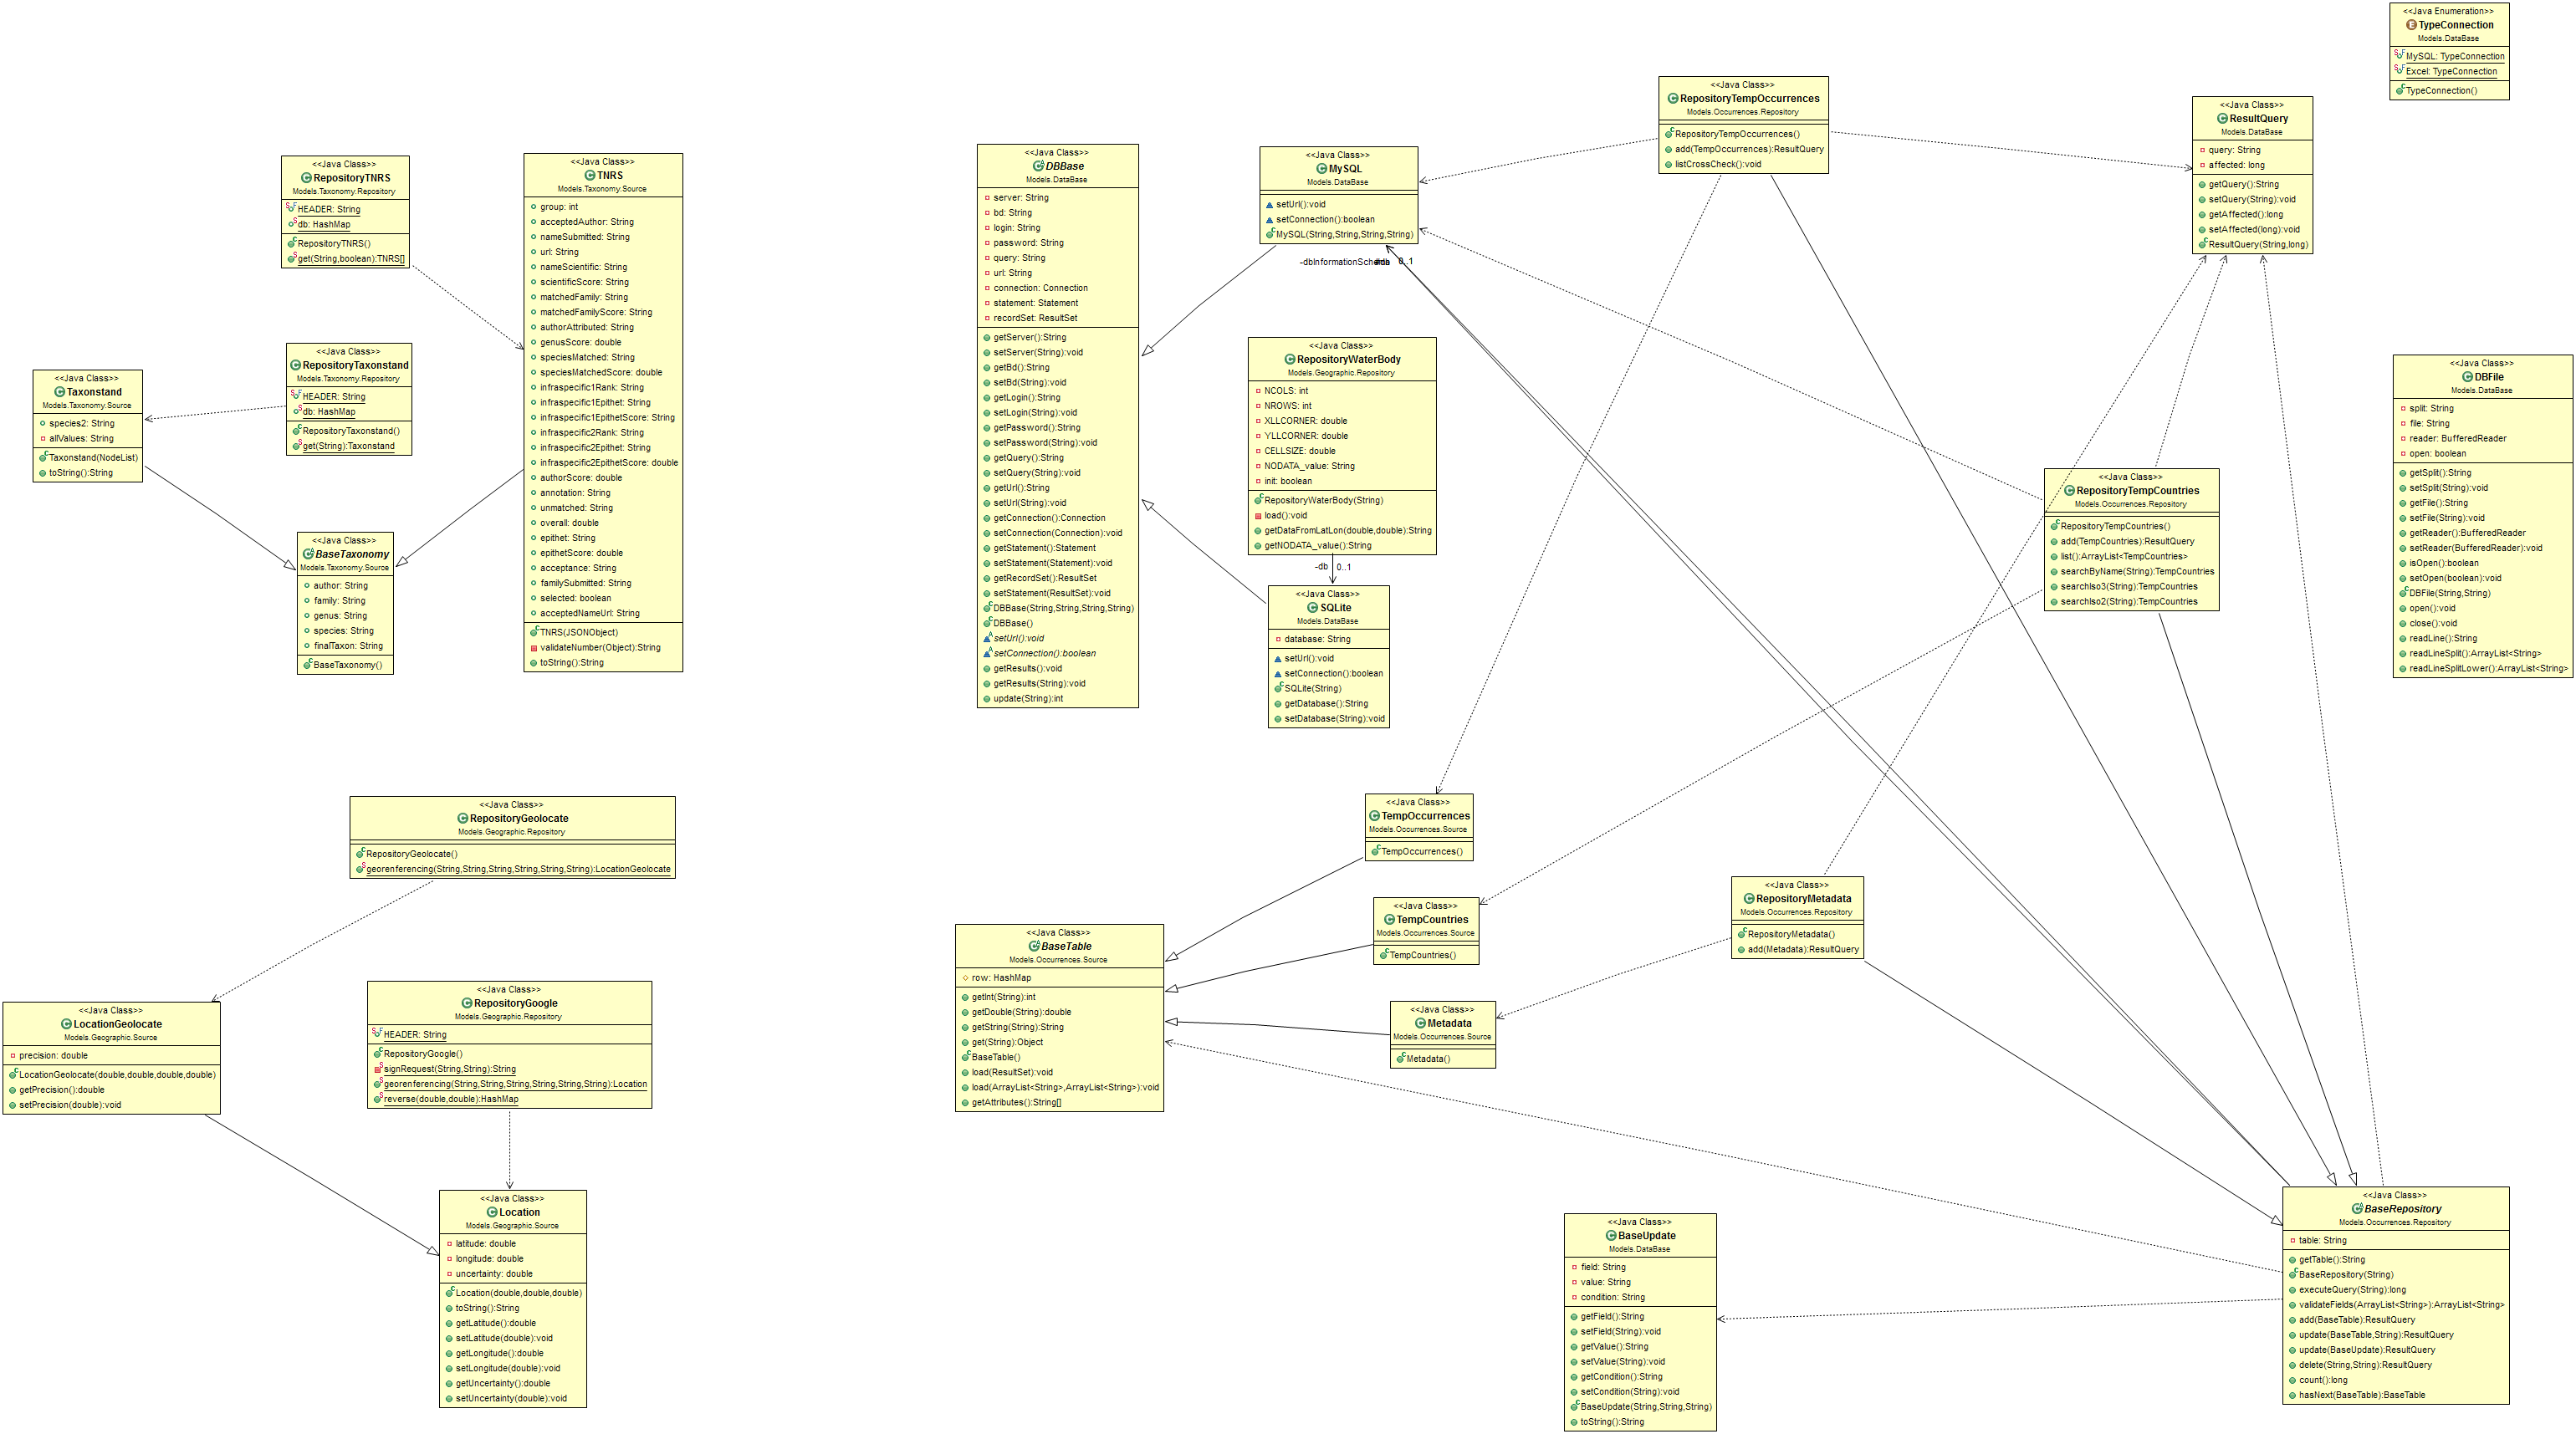 <<Java Enumeration>>
TypeConnection
Models.DataBase
MySQL: TypeConnection
Excel: TypeConnection
TypeConnection()
<<Java Class>>
RepositoryTempOccurrences
Models.Occurrences.Repository
RepositoryTempOccurrences()
add(TempOccurrences):ResultQuery
listCrossCheck():void
<<Java Class>>
ResultQuery
Models.DataBase
query: String
affected: long
getQuery():String
setQuery(String):void
getAffected():long
setAffected(long):void
ResultQuery(String,long)
<<Java Class>>
RepositoryTNRS
Models.Taxonomy.Repository
HEADER: String
db: HashMap
RepositoryTNRS()
get(String,boolean):TNRS[]
<<Java Class>>
TNRS
Models.Taxonomy.Source
group: int
acceptedAuthor: String
nameSubmitted: String
url: String
nameScientific: String
scientificScore: String
matchedFamily: String
matchedFamilyScore: String
authorAttributed: String
genusScore: double
speciesMatched: String
speciesMatchedScore: double
infraspecific1Rank: String
infraspecific1Epithet: String
infraspecific1EpithetScore: String
infraspecific2Rank: String
infraspecific2Epithet: String
infraspecific2EpithetScore: double
authorScore: double
annotation: String
unmatched: String
overall: double
epithet: String
epithetScore: double
acceptance: String
familySubmitted: String
selected: boolean
acceptedNameUrl: String
TNRS(JSONObject)
validateNumber(Object):String
toString():String
<<Java Class>>
RepositoryTaxonstand
Models.Taxonomy.Repository
HEADER: String
db: HashMap
RepositoryTaxonstand()
get(String):Taxonstand
<<Java Class>>
Taxonstand
Models.Taxonomy.Source
species2: String
allValues: String
Taxonstand(NodeList)
toString():String
<<Java Class>>
BaseTaxonomy
Models.Taxonomy.Source
author: String
family: String
genus: String
species: String
finalTaxon: String
BaseTaxonomy()
<<Java Class>>
DBBase
Models.DataBase
server: String
bd: String
login: String
password: String
query: String
url: String
connection: Connection
statement: Statement
recordSet: ResultSet
getServer():String
setServer(String):void
getBd():String
setBd(String):void
getLogin():String
setLogin(String):void
getPassword():String
setPassword(String):void
getQuery():String
setQuery(String):void
getUrl():String
setUrl(String):void
getConnection():Connection
setConnection(Connection):void
getStatement():Statement
setStatement(Statement):void
getRecordSet():ResultSet
setStatement(ResultSet):void
DBBase(String,String,String,String)
DBBase()
setUrl():void
setConnection():boolean
getResults():void
getResults(String):void
update(String):int
<<Java Class>>
MySQL
Models.DataBase
setUrl():void
setConnection():boolean
MySQL(String,String,String,String)
0..1
<<Java Class>>
RepositoryWaterBody
Models.Geographic.Repository
NCOLS: int
NROWS: int
XLLCORNER: double
YLLCORNER: double
CELLSIZE: double
NODATA_value: String
init: boolean
RepositoryWaterBody(String)
load():void
getDataFromLatLon(double,double):String
getNODATA_value():String
-db 0..1
<<Java Class>>
SQLite
Models.DataBase
database: String
setUrl():void
setConnection():boolean
SQLite(String)
getDatabase():String
setDatabase(String):void
<<Java Class>>
DBFile
Models.DataBase
split: String
file: String
reader: BufferedReader
open: boolean
getSplit():String
setSplit(String):void
getFile():String
setFile(String):void
getReader():BufferedReader
setReader(BufferedReader):void
isOpen():boolean
setOpen(boolean):void
DBFile(String,String)
open():void
close():void
readLine():String
readLineSplit():ArrayList<String>
readLineSplitLower():ArrayList<String>
<<Java Class>>
RepositoryTempCountries
Models.Occurrences.Repository
RepositoryTempCountries()
add(TempCountries):ResultQuery
list():ArrayList<TempCountries>
searchByName(String):TempCountries
searchIso3(String):TempCountries
searchIso2(String):TempCountries
<<Java Class>>
RepositoryGeolocate
Models.Geographic.Repository
RepositoryGeolocate()
georenferencing(String,String,String,String,String,String):LocationGeolocate
<<Java Class>>
LocationGeolocate
Models.Geographic.Source
precision: double
LocationGeolocate(double,double,double,double)
getPrecision():double
setPrecision(double):void
<<Java Class>>
RepositoryGoogle
Models.Geographic.Repository
HEADER: String
RepositoryGoogle()
signRequest(String,String):String
georenferencing(String,String,String,String,String,String):Location
reverse(double,double):HashMap
<<Java Class>>
Location
Models.Geographic.Source
latitude: double
longitude: double
uncertainty: double
Location(double,double,double)
toString():String
getLatitude():double
setLatitude(double):void
getLongitude():double
setLongitude(double):void
getUncertainty():double
setUncertainty(double):void
<<Java Class>>
TempOccurrences
Models.Occurrences.Source
TempOccurrences()
<<Java Class>>
TempCountries
Models.Occurrences.Source
TempCountries()
<<Java Class>>
BaseTable
Models.Occurrences.Source
row: HashMap
getInt(String):int
getDouble(String):double
getString(String):String
get(String):Object
BaseTable()
load(ResultSet):void
load(ArrayList<String>,ArrayList<String>):void
getAttributes():String[]
<<Java Class>>
Metadata
Models.Occurrences.Source
Metadata()
<<Java Class>>
RepositoryMetadata
Models.Occurrences.Repository
RepositoryMetadata()
add(Metadata):ResultQuery
<<Java Class>>
BaseUpdate
Models.DataBase
field: String
value: String
condition: String
getField():String
setField(String):void
getValue():String
setValue(String):void
getCondition():String
setCondition(String):void
BaseUpdate(String,String,String)
toString():String
<<Java Class>>
BaseRepository
Models.Occurrences.Repository
table: String
getTable():String
BaseRepository(String)
executeQuery(String):long
validateFields(ArrayList<String>):ArrayList<String>
add(BaseTable):ResultQuery
update(BaseTable,String):ResultQuery
update(BaseUpdate):ResultQuery
delete(String,String):ResultQuery
count():long
hasNext(BaseTable):BaseTable